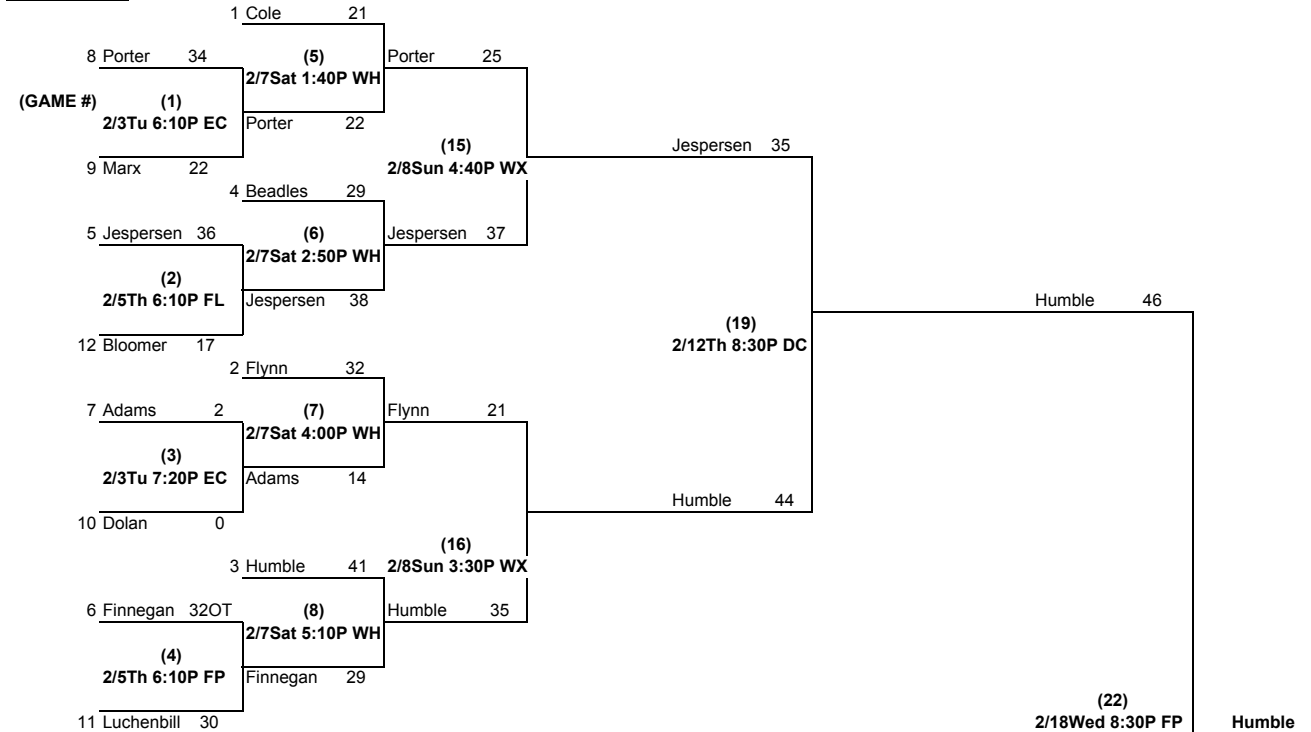 1 Cole 21
8 Porter 34 (5) Porter 25
2/7Sat 1:40P WH
(GAME #) (1)
2/3Tu 6:10P EC Porter 22
(15)
Jespersen 35
9 Marx 22 2/8Sun 4:40P WX
4 Beadles 29
5 Jespersen 36 (6) Jespersen 37
2/7Sat 2:50P WH
(2)
2/5Th 6:10P FL Jespersen 38 Humble 46
(19)
12 Bloomer 17 2/12Th 8:30P DC
2 Flynn 32
7 Adams 2 (7) Flynn 21
2/7Sat 4:00P WH
(3)
2/3Tu 7:20P EC Adams 14
Humble 44
10 Dolan 0
(16)
3 Humble 41 2/8Sun 3:30P WX
6 Finnegan 32OT (8) Humble 35
2/7Sat 5:10P WH
(4)
2/5Th 6:10P FP Finnegan 29
(22)
11 Luchenbill 30 2/18Wed 8:30P FP Humble